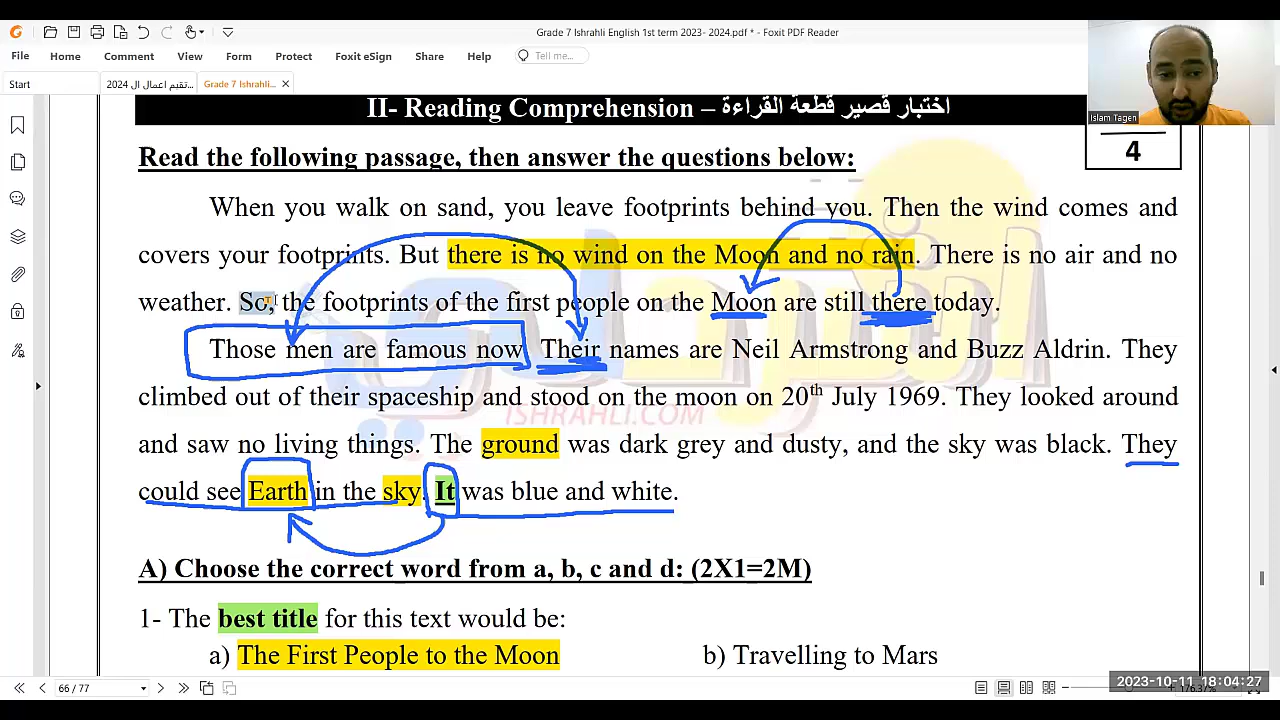 Grade 7 Ishrahli English 1st term 2023- 2024.pdf * - Foxit PDF Reader
File Home Comment View Form Protect Foxit eSign Share Help Tell me...
Start تقيم اعمال ال 2024... Grade 7 Ishrahli...
Islam Tagen
II- Reading Comprehension – اختبار قصير قطعة القراءة
4
Read the following passage, then answer the questions below:
When you walk on sand, you leave footprints behind you. Then the wind comes and
covers your footprints. But there is no wind on the Moon and no rain. There is no air and no
weather. So, the footprints of the first people on the Moon are still there today.
Those men are famous now. Their names are Neil Armstrong and Buzz Aldrin. They
climbed out of their spaceship and stood on the moon on 20th July 1969. They looked around
and saw no living things. The ground was dark grey and dusty, and the sky was black. They
could see Earth in the sky. It was blue and white.
ISHRAHLI.COM
A) Choose the correct word from a, b, c and d: (2X1=2M)
1- The best title for this text would be:
a) The First People to the Moon b) Travelling to Mars
66 / 77
2023-10-11 18:04:27